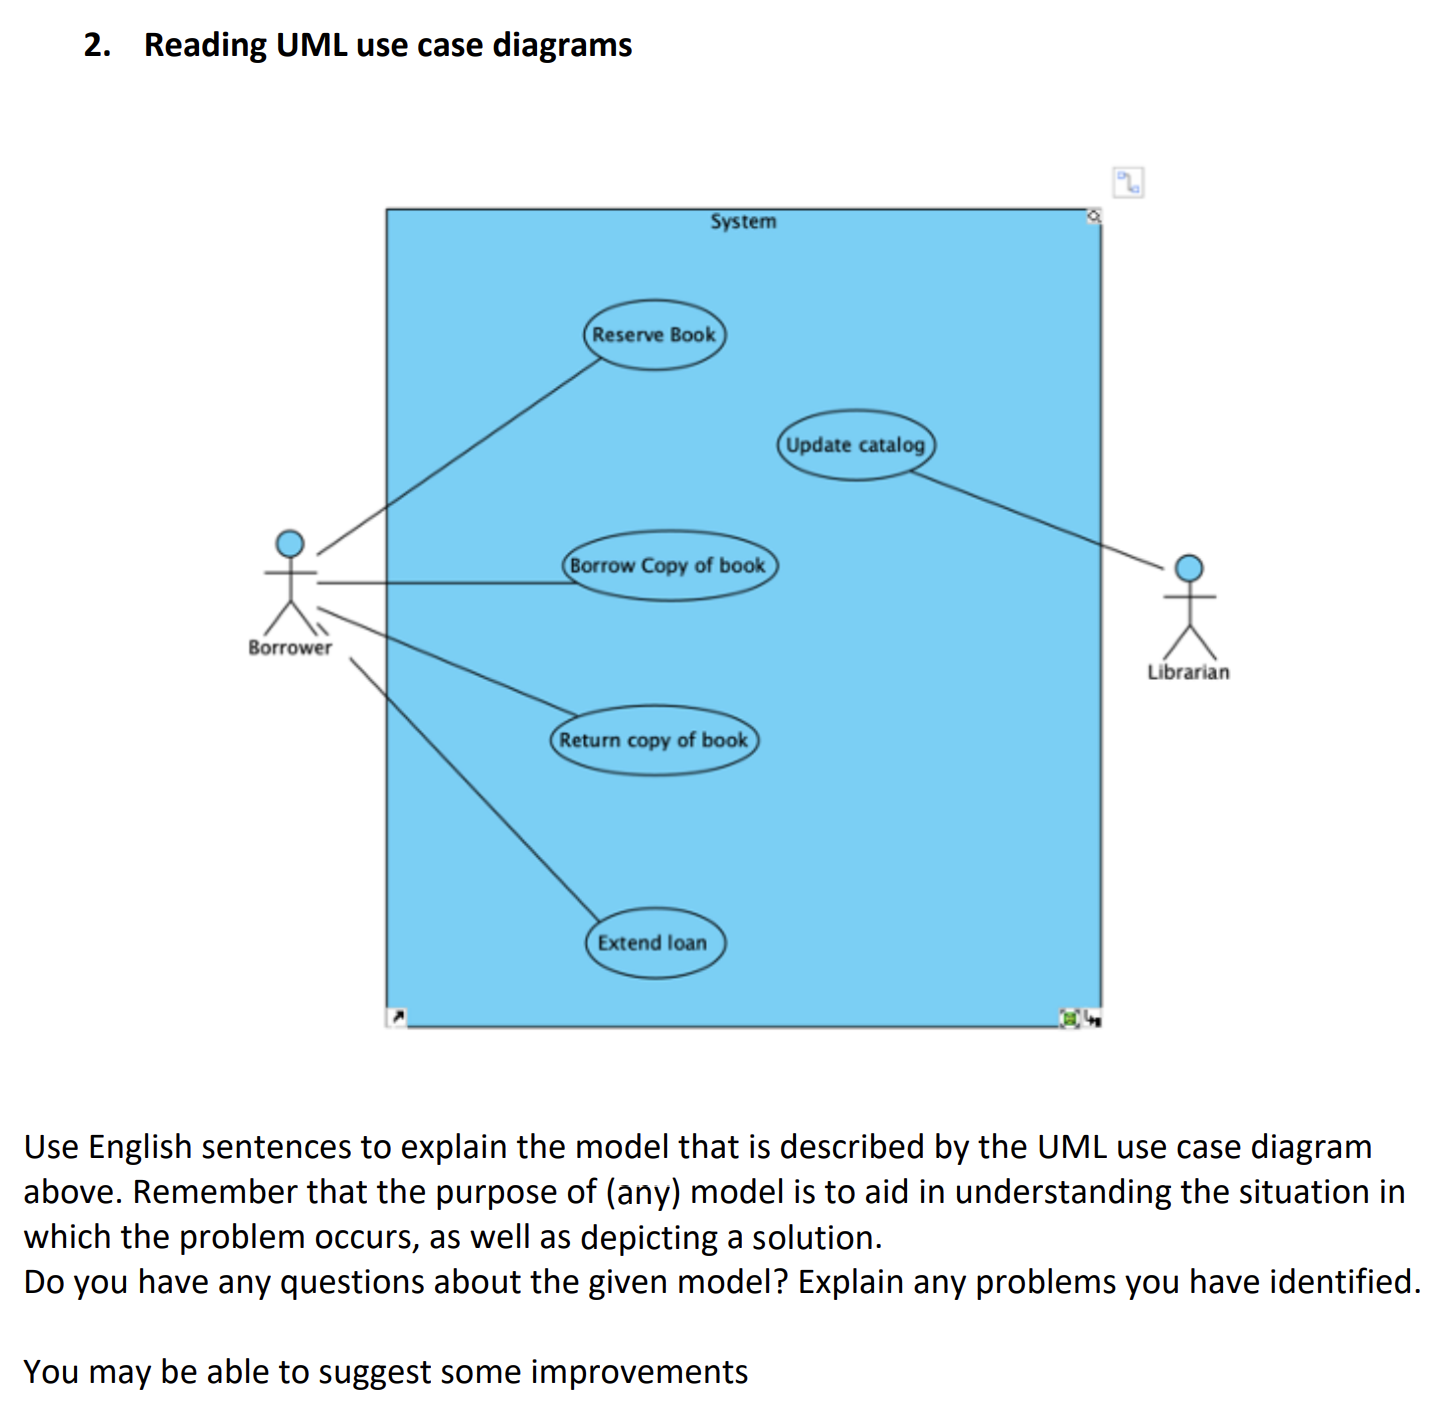 2. Reading UML use case diagrams
System
Reserve Book
Update catalog
Borrow Copy of book
Borrower
Librarian
Return copy of book
Extend loan
Use English sentences to explain the model that is described by the UML use case diagram
above. Remember that the purpose of (any) model is to aid in understanding the situation in
which the problem occurs, as well as depicting a solution.
Do you have any questions about the given model? Explain any problems you have identified.
You may be able to suggest some improvements